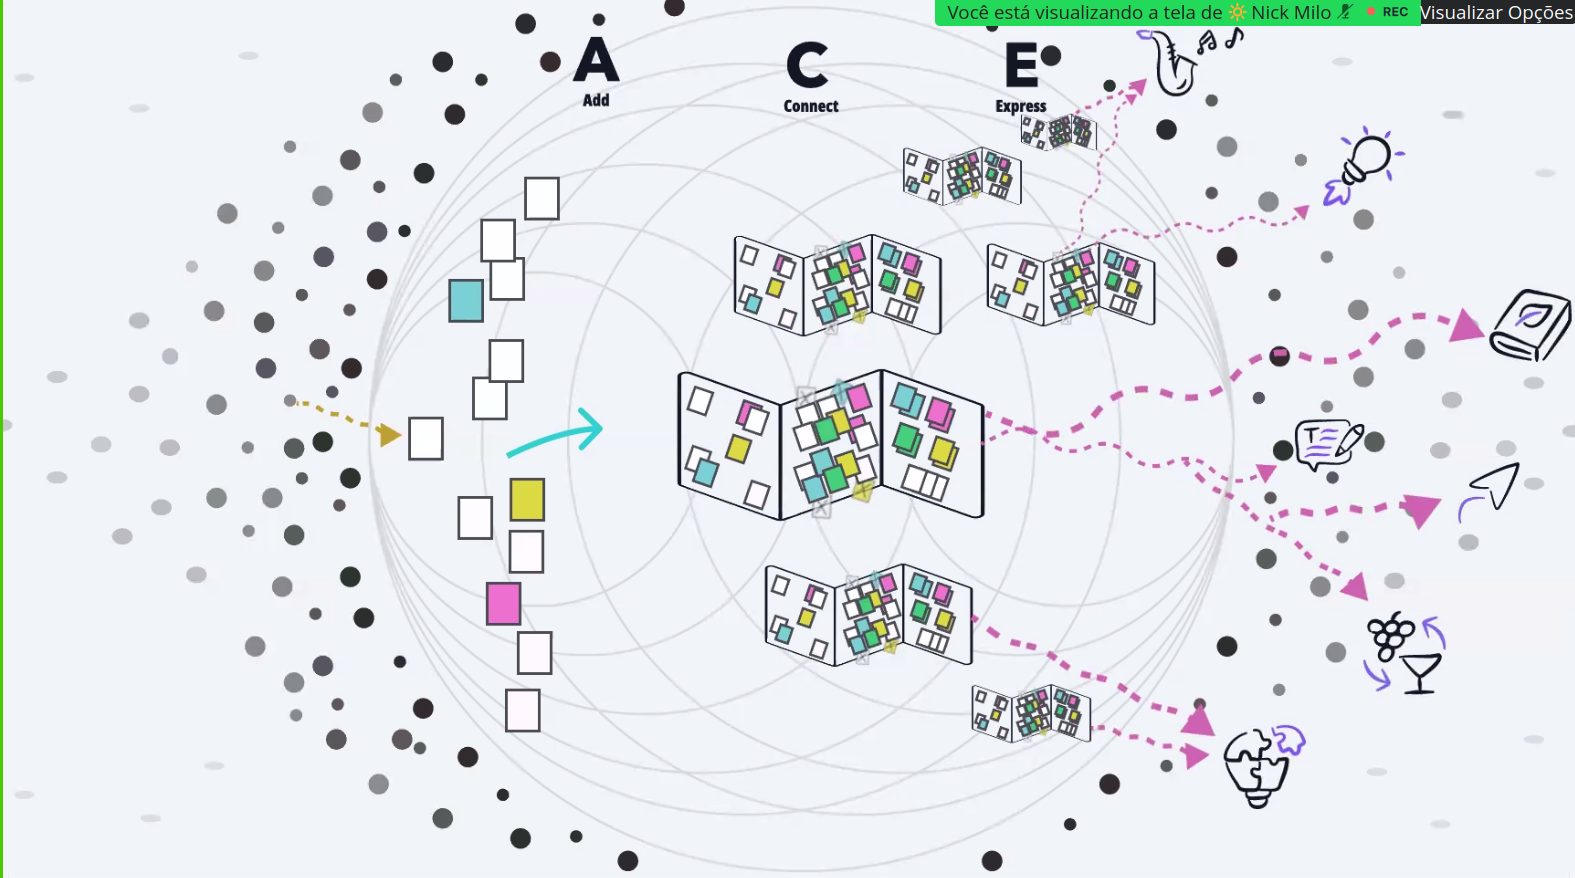 Você está visualizando a tela de 🔆 Nick Milo
REC
Visualizar Opções
A
Add
C
Connect
E
Express
T